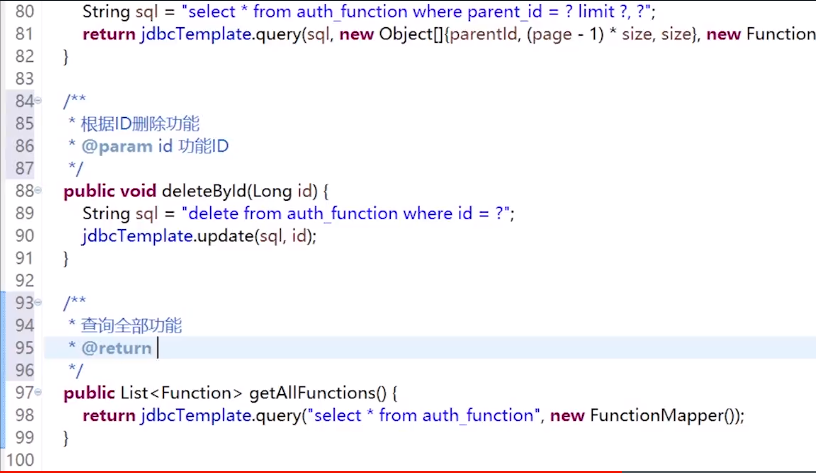 80 String sql = "select * from auth_function where parent_id = ? limit ?, ?";
81 return jdbcTemplate.query(sql, new Object[]{parentId, (page - 1) * size, size}, new Function
82 }
83
84 /**
85 * 根据ID删除功能
86 * @param id 功能ID
87 */
88 public void deleteById(Long id) {
89 String sql = "delete from auth_function where id = ?";
90 jdbcTemplate.update(sql, id);
91 }
92
93 /**
94 * 查询全部功能
95 * @return
96 */
97 public List<Function> getAllFunctions() {
98 return jdbcTemplate.query("select * from auth_function", new FunctionMapper());
99 }
100